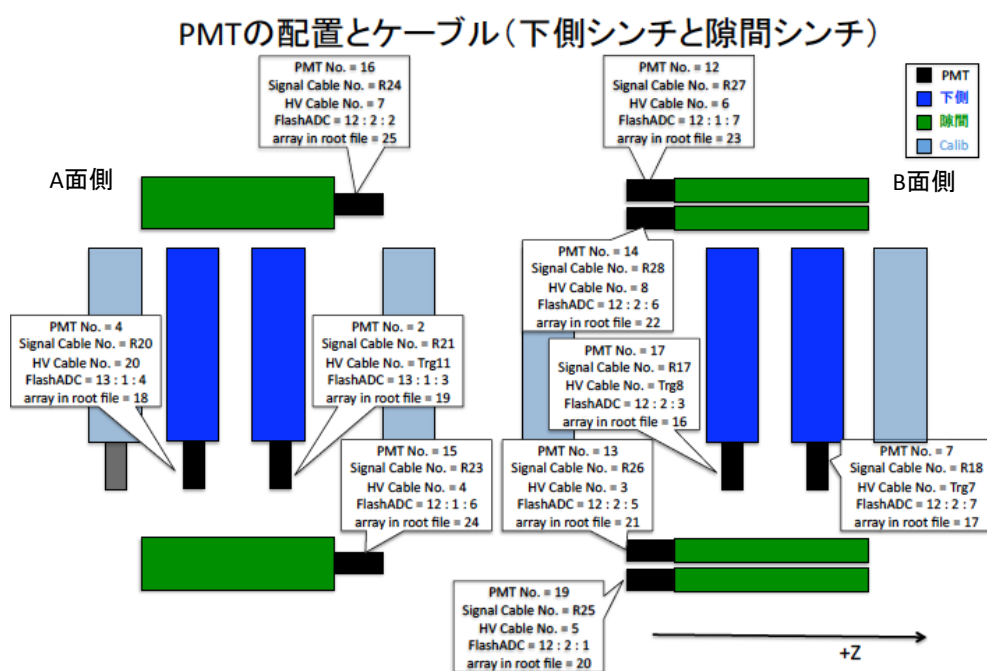 PMTの配置とケーブル（下側シンチと隙間シンチ）
PMT No. = 16
Signal Cable No. = R24
HV Cable No. = 7
FlashADC = 12 : 2 : 2
array in root file = 25
PMT No. = 12
Signal Cable No. = R27
HV Cable No. = 6
FlashADC = 12 : 1 : 7
array in root file = 23
PMT
下側
隙間
Calib
A面側
B面側
PMT No. = 14
Signal Cable No. = R28
HV Cable No. = 8
FlashADC = 12 : 2 : 6
array in root file = 22
PMT No. = 4
Signal Cable No. = R20
HV Cable No. = 20
FlashADC = 13 : 1 : 4
array in root file = 18
PMT No. = 2
Signal Cable No. = R21
HV Cable No. = Trg11
FlashADC = 13 : 1 : 3
array in root file = 19
PMT No. = 17
Signal Cable No. = R17
HV Cable No. = Trg8
FlashADC = 12 : 2 : 3
array in root file = 16
PMT No. = 15
Signal Cable No. = R23
HV Cable No. = 4
FlashADC = 12 : 1 : 6
array in root file = 24
PMT No. = 13
Signal Cable No. = R26
HV Cable No. = 3
FlashADC = 12 : 2 : 5
array in root file = 21
PMT No. = 7
Signal Cable No. = R18
HV Cable No. = Trg7
FlashADC = 12 : 2 : 7
array in root file = 17
PMT No. = 19
Signal Cable No. = R25
HV Cable No. = 5
FlashADC = 12 : 2 : 1
array in root file = 20
+Z